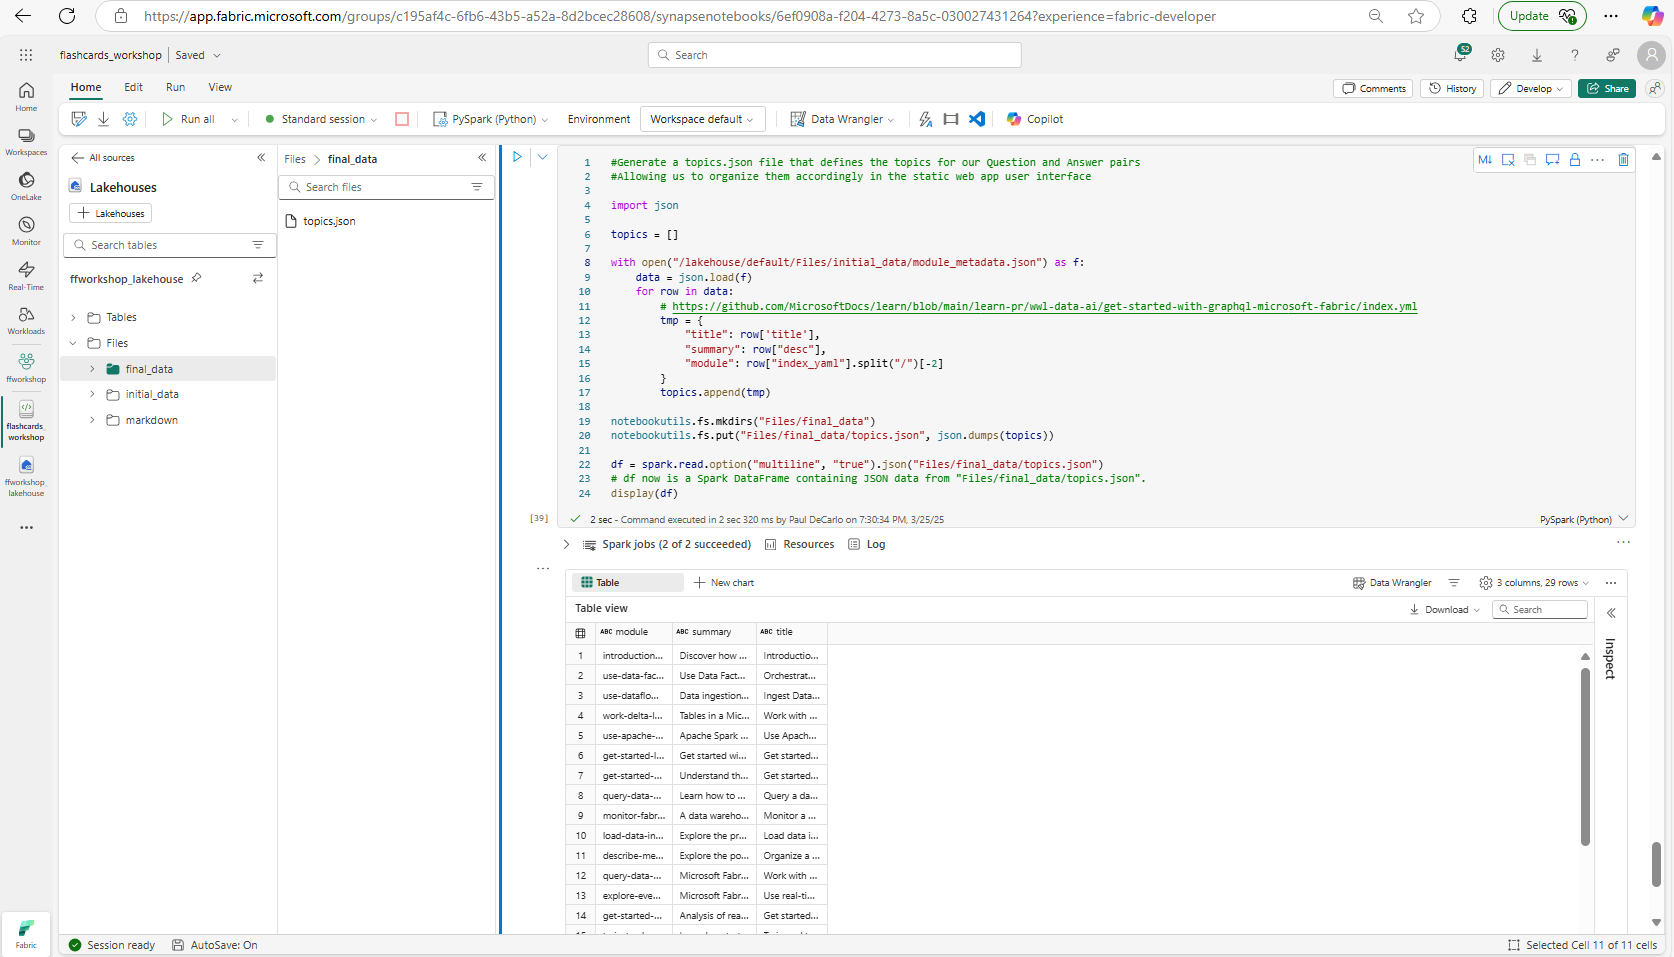 https://app.fabric.microsoft.com/groups/c195af4c-6fb6-43b5-a52a-8d2bcec28608/synapsenotebooks/6ef0908a-f204-4273-8a5c-030027431264?experience=fabric-developer
Update
flashcards_workshop
Saved
Search
52
Home Edit Run View
Comments
History
Develop
Share
Run all
Standard session
PySpark (Python)
Environment
Workspace default
Data Wrangler
Copilot
Home
Workspaces
OneLake
Monitor
Real-Time
Workloads
ffworkshop
flashcards_
workshop
ffworkshop_
lakehouse
Fabric
All sources
Lakehouses
Lakehouses
Search tables
ffworkshop_lakehouse
Tables
Files
final_data
initial_data
markdown
Files > final_data
Search files
topics.json
M↓
1 #Generate a topics.json file that defines the topics for our Question and Answer pairs
2 #Allowing us to organize them accordingly in the static web app user interface
3
4 import json
5
6 topics = []
7
8 with open("/lakehouse/default/Files/initial_data/module_metadata.json") as f:
9 data = json.load(f)
10 for row in data:
11 # https://github.com/MicrosoftDocs/learn/blob/main/learn-pr/wwl-data-ai/get-started-with-graphql-microsoft-fabric/index.yml
12 tmp = {
13 "title": row['title'],
14 "summary": row["desc"],
15 "module": row["index_yaml"].split("/")[-2]
16 }
17 topics.append(tmp)
18
19 notebookutils.fs.mkdirs("Files/final_data")
20 notebookutils.fs.put("Files/final_data/topics.json", json.dumps(topics))
21
22 df = spark.read.option("multiline", "true").json("Files/final_data/topics.json")
23 # df now is a Spark DataFrame containing JSON data from "Files/final_data/topics.json".
24 display(df)
[39]
2 sec - Command executed in 2 sec 320 ms by Paul DeCarlo on 7:30:34 PM, 3/25/25
PySpark (Python)
Spark jobs (2 of 2 succeeded)
Resources
Log
Table
New chart
Data Wrangler
3 columns, 29 rows
Table view
Download
Search
Inspect
ABC module ABC summary ABC title
1 introduction... Discover how ... Introductio...
2 use-data-fac... Use Data Fact... Orchestrat...
3 use-dataflo... Data ingestion... Ingest Data...
4 work-delta-l... Tables in a Mic... Work with ...
5 use-apache-... Apache Spark ... Use Apach...
6 get-started-l... Get started wi... Get started...
7 get-started-... Understand th... Get started...
8 query-data-... Learn how to ... Query a da...
9 monitor-fabr... A data wareho... Monitor a ...
10 load-data-in... Explore the pr... Load data i...
11 describe-me... Explore the po... Organize a ...
12 query-data-... Microsoft Fabr... Work with ...
13 explore-eve... Microsoft Fabr... Use real-ti...
14 get-started-... Analysis of rea... Get started...
Session ready
AutoSave: On
Selected Cell 11 of 11 cells